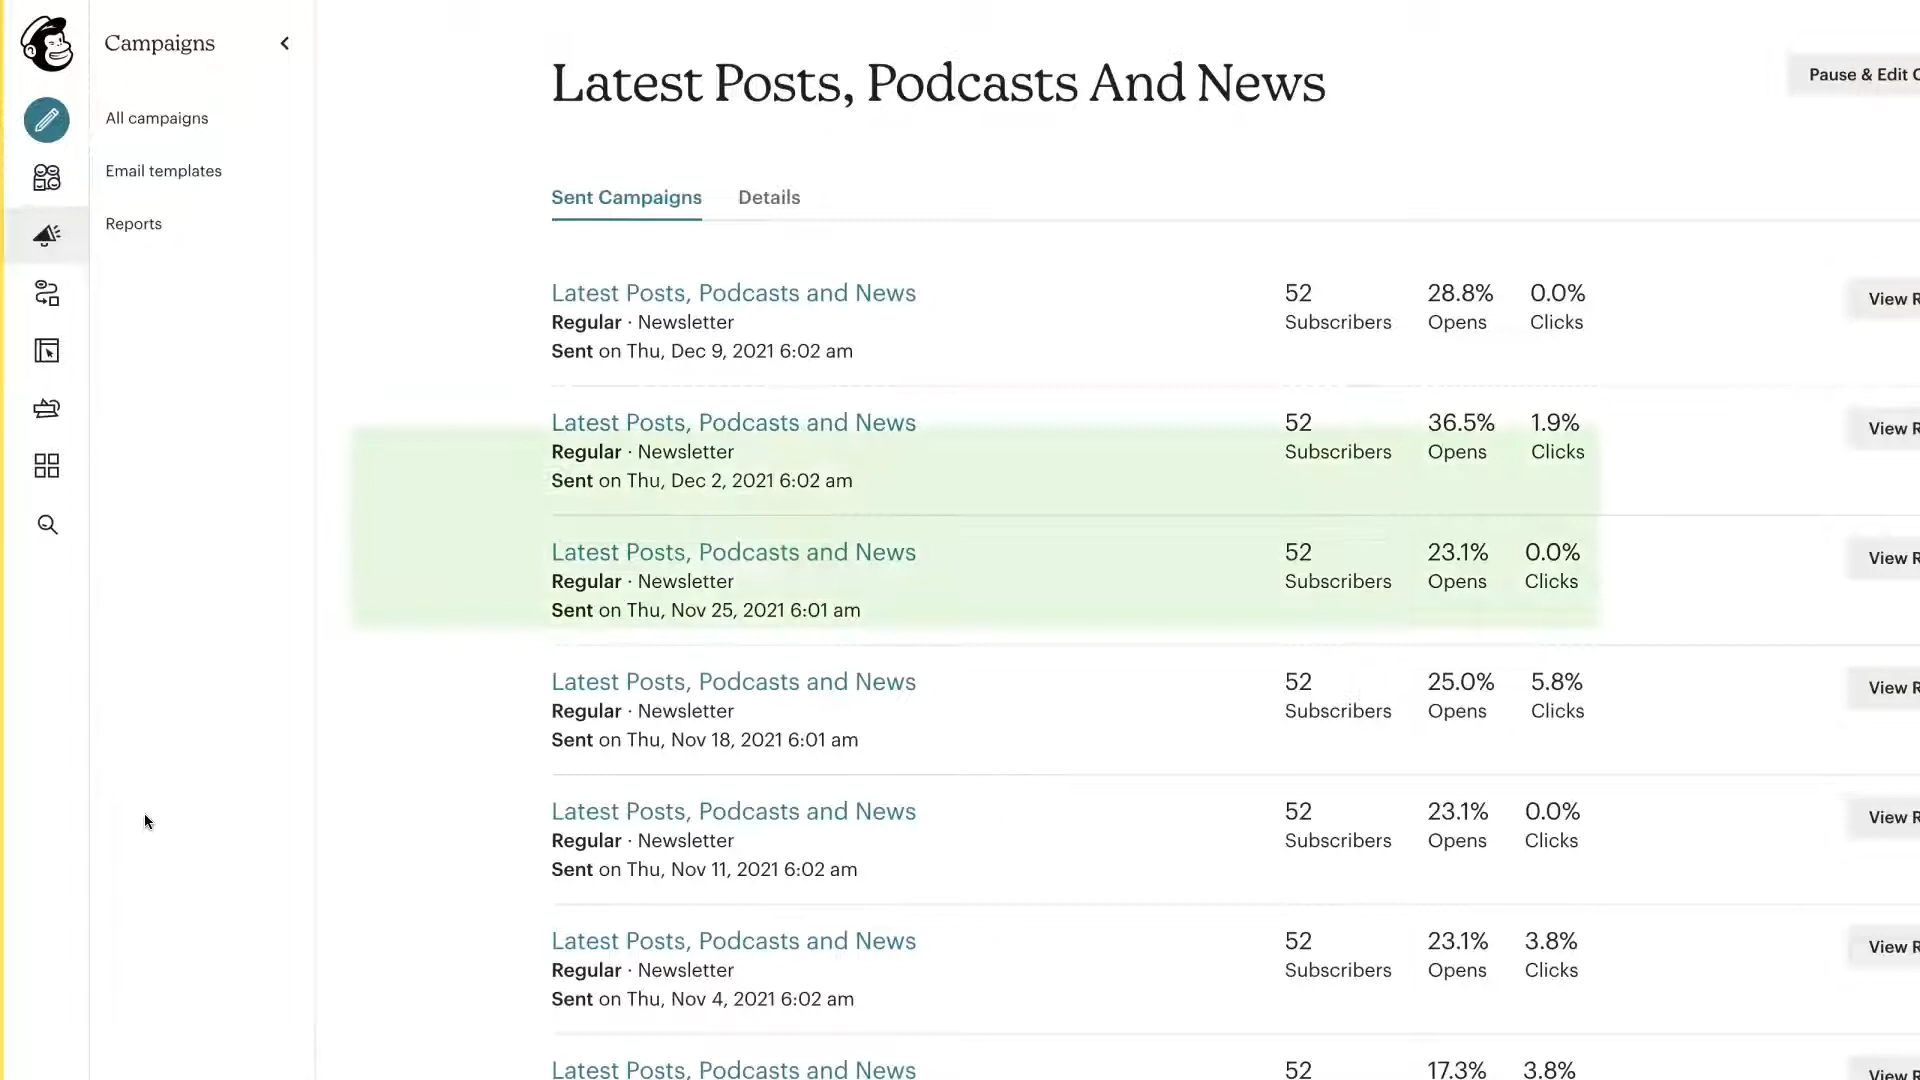 Campaigns
All campaigns
Email templates
Reports
Latest Posts, Podcasts And News
Pause & Edit
Sent Campaigns Details
Latest Posts, Podcasts and News 52 28.8% 0.0%
Regular · Newsletter Subscribers Opens Clicks
Sent on Thu, Dec 9, 2021 6:02 am
View
Latest Posts, Podcasts and News 52 36.5% 1.9%
Regular · Newsletter Subscribers Opens Clicks
Sent on Thu, Dec 2, 2021 6:02 am
View
Latest Posts, Podcasts and News 52 23.1% 0.0%
Regular · Newsletter Subscribers Opens Clicks
Sent on Thu, Nov 25, 2021 6:01 am
View
Latest Posts, Podcasts and News 52 25.0% 5.8%
Regular · Newsletter Subscribers Opens Clicks
Sent on Thu, Nov 18, 2021 6:01 am
View
Latest Posts, Podcasts and News 52 23.1% 0.0%
Regular · Newsletter Subscribers Opens Clicks
Sent on Thu, Nov 11, 2021 6:02 am
View
Latest Posts, Podcasts and News 52 23.1% 3.8%
Regular · Newsletter Subscribers Opens Clicks
Sent on Thu, Nov 4, 2021 6:02 am
View
Latest Posts, Podcasts and News 52 17.3% 3.8%
View